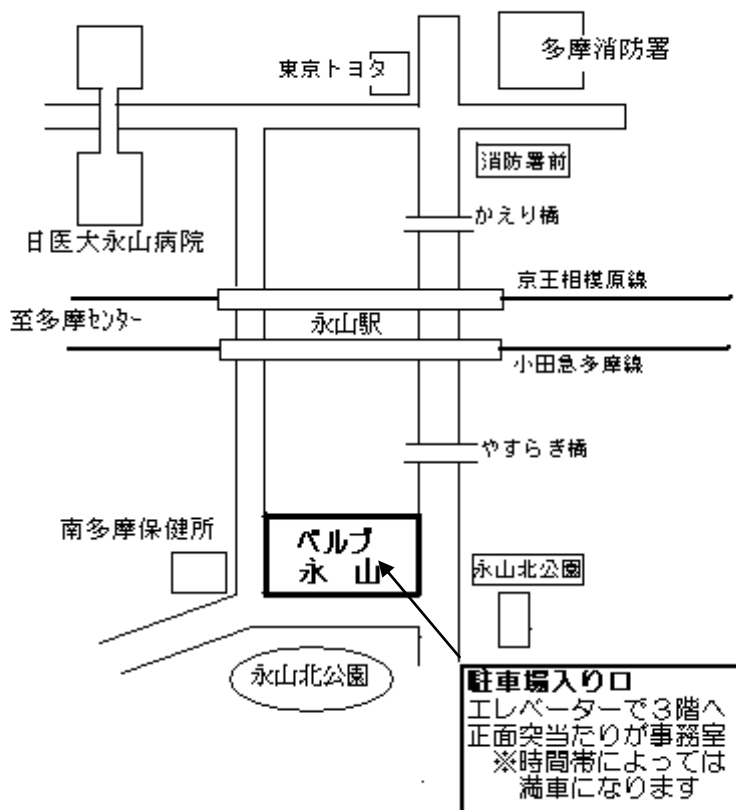 多摩消防署
東京トヨタ
消防署前
かえり橋
日医大永山病院
京王相模原線
至多摩センター
永山駅
小田急多摩線
やすらぎ橋
南多摩保健所
ベルブ
永 山
永山北公園
永山北公園
駐車場入り口
エレベーターで３階へ
正面突当たりが事務室
※時間帯によっては
満車になります